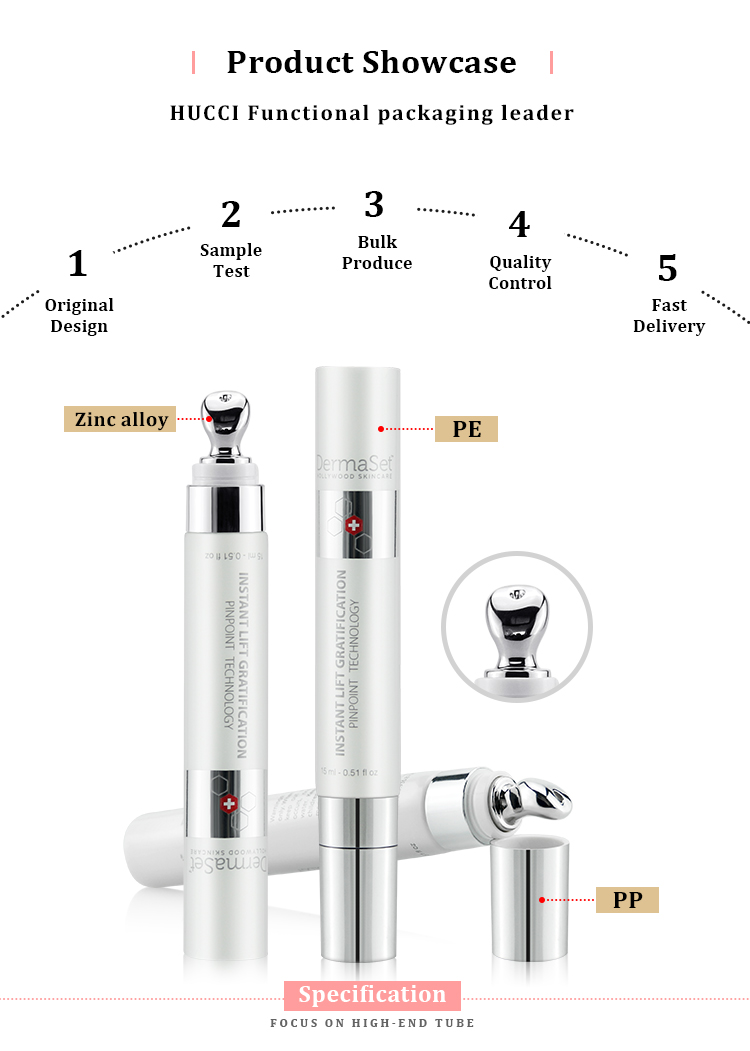 Product Showcase
HUCCI Functional packaging leader
1
Original
Design
2
Sample
Test
3
Bulk
Produce
4
Quality
Control
5
Fast
Delivery
Zinc alloy
PE
DermaSet
HOLLYWOOD SKINCARE
INSTANT LIFT GRATIFICATION
PINPOINT TECHNOLOGY
15 ml - 0.51 fl oz
15 ml - 0.51 fl oz
INSTANT LIFT GRATIFICATION
PINPOINT TECHNOLOGY
DermaSet
HOLLYWOOD SKINCARE
PP
Specification
FOCUS ON HIGH-END TUBE